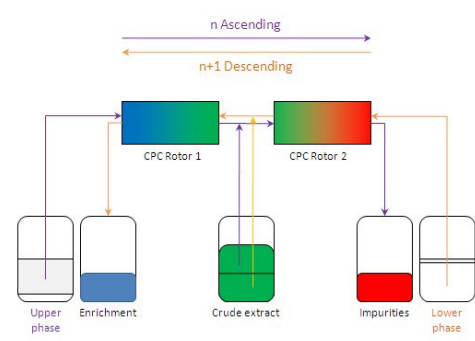 n Ascending
n+1 Descending
CPC Rotor 1
CPC Rotor 2
Upper phase
Enrichment
Crude extract
Impurities
Lower phase